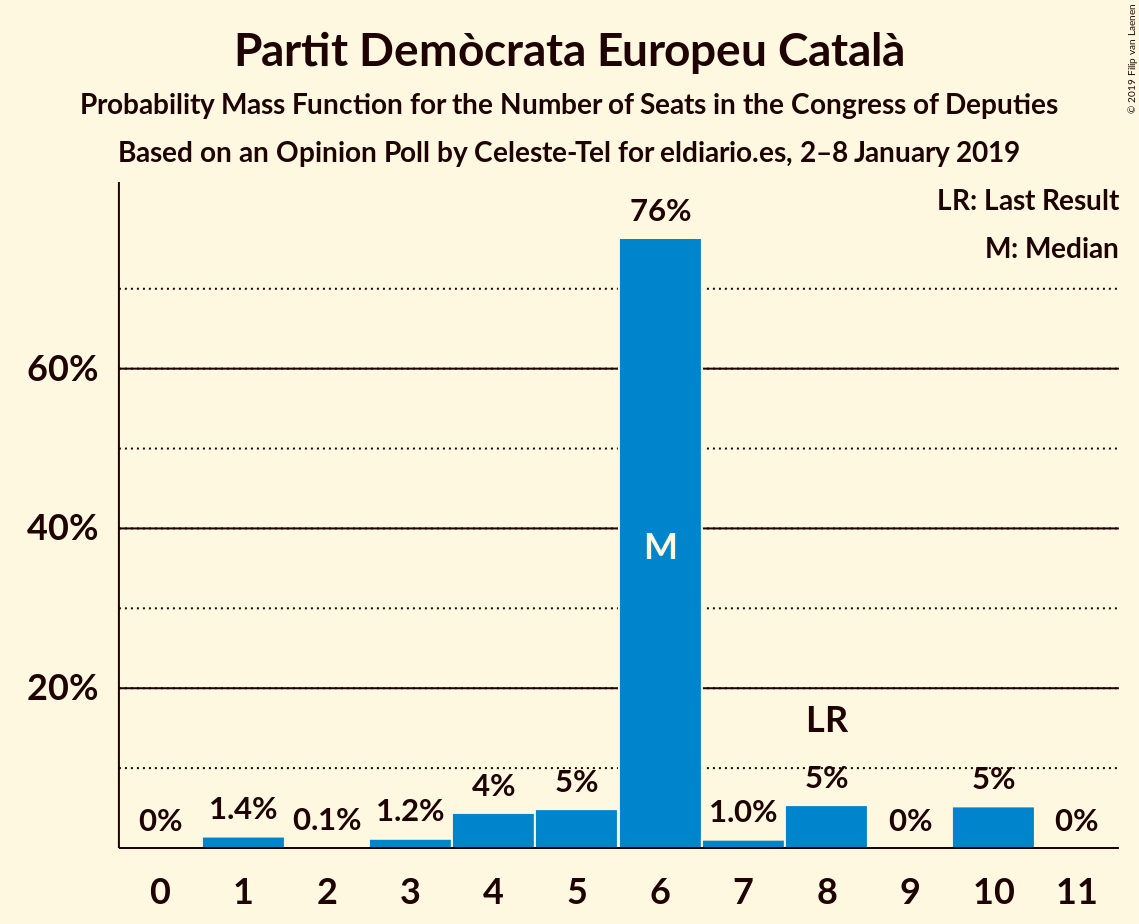 Partit Demòcrata Europeu Català
Probability Mass Function for the Number of Seats in the Congress of Deputies
Based on an Opinion Poll by Celeste-Tel for eldiario.es, 2–8 January 2019
© 2019 Filip van Laenen
LR: Last Result
M: Median
76%
60%
40%
M
20%
LR
0%
1.4%
0.1%
1.2%
4%
5%
1.0%
5%
0%
5%
0%
0 1 2 3 4 5 6 7 8 9 10 11